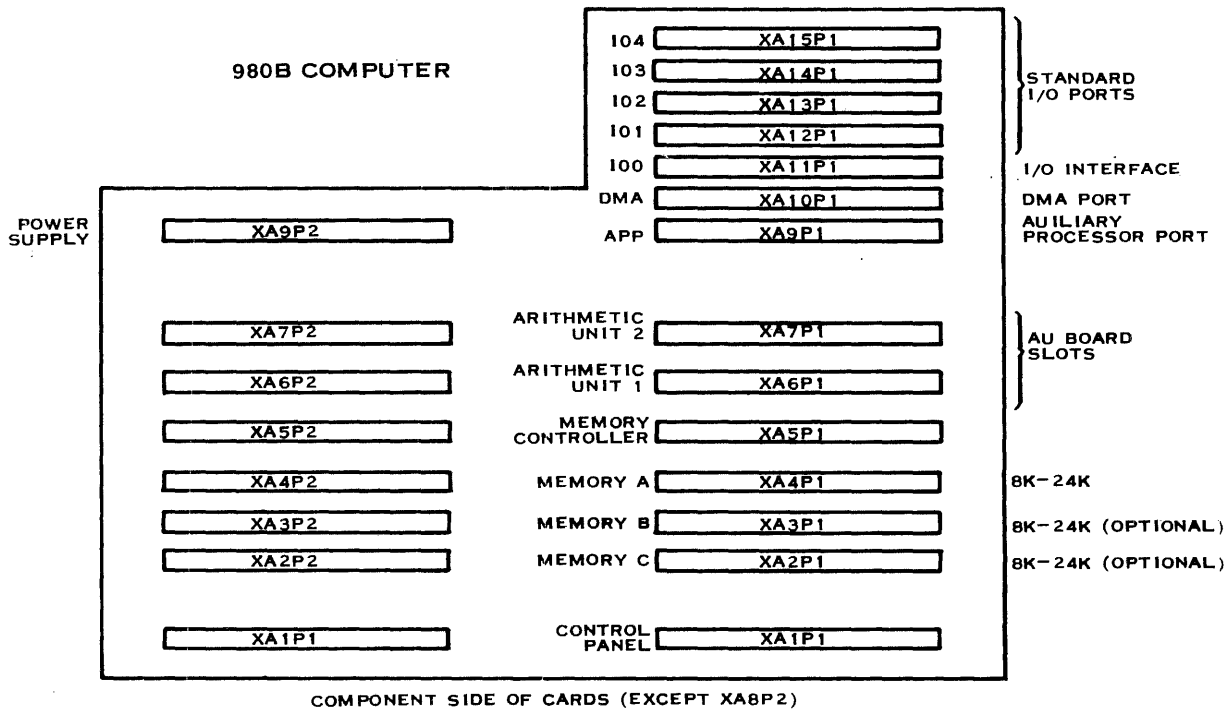 980B COMPUTER
104 XA15P1
103 XA14P1
102 XA13P1
101 XA12P1
STANDARD
I/O PORTS
100 XA11P1 I/O INTERFACE
DMA XA10P1 DMA PORT
POWER
SUPPLY
XA9P2
APP XA9P1
AUILIARY
PROCESSOR PORT
XA7P2
ARITHMETIC
UNIT 2
XA7P1
AU BOARD
SLOTS
XA6P2
ARITHMETIC
UNIT 1
XA6P1
XA5P2
MEMORY
CONTROLLER
XA5P1
XA4P2 MEMORY A XA4P1 8K-24K
XA3P2 MEMORY B XA3P1 8K-24K (OPTIONAL)
XA2P2 MEMORY C XA2P1 8K-24K (OPTIONAL)
XA1P1
CONTROL
PANEL
XA1P1
COMPONENT SIDE OF CARDS (EXCEPT XA8P2)